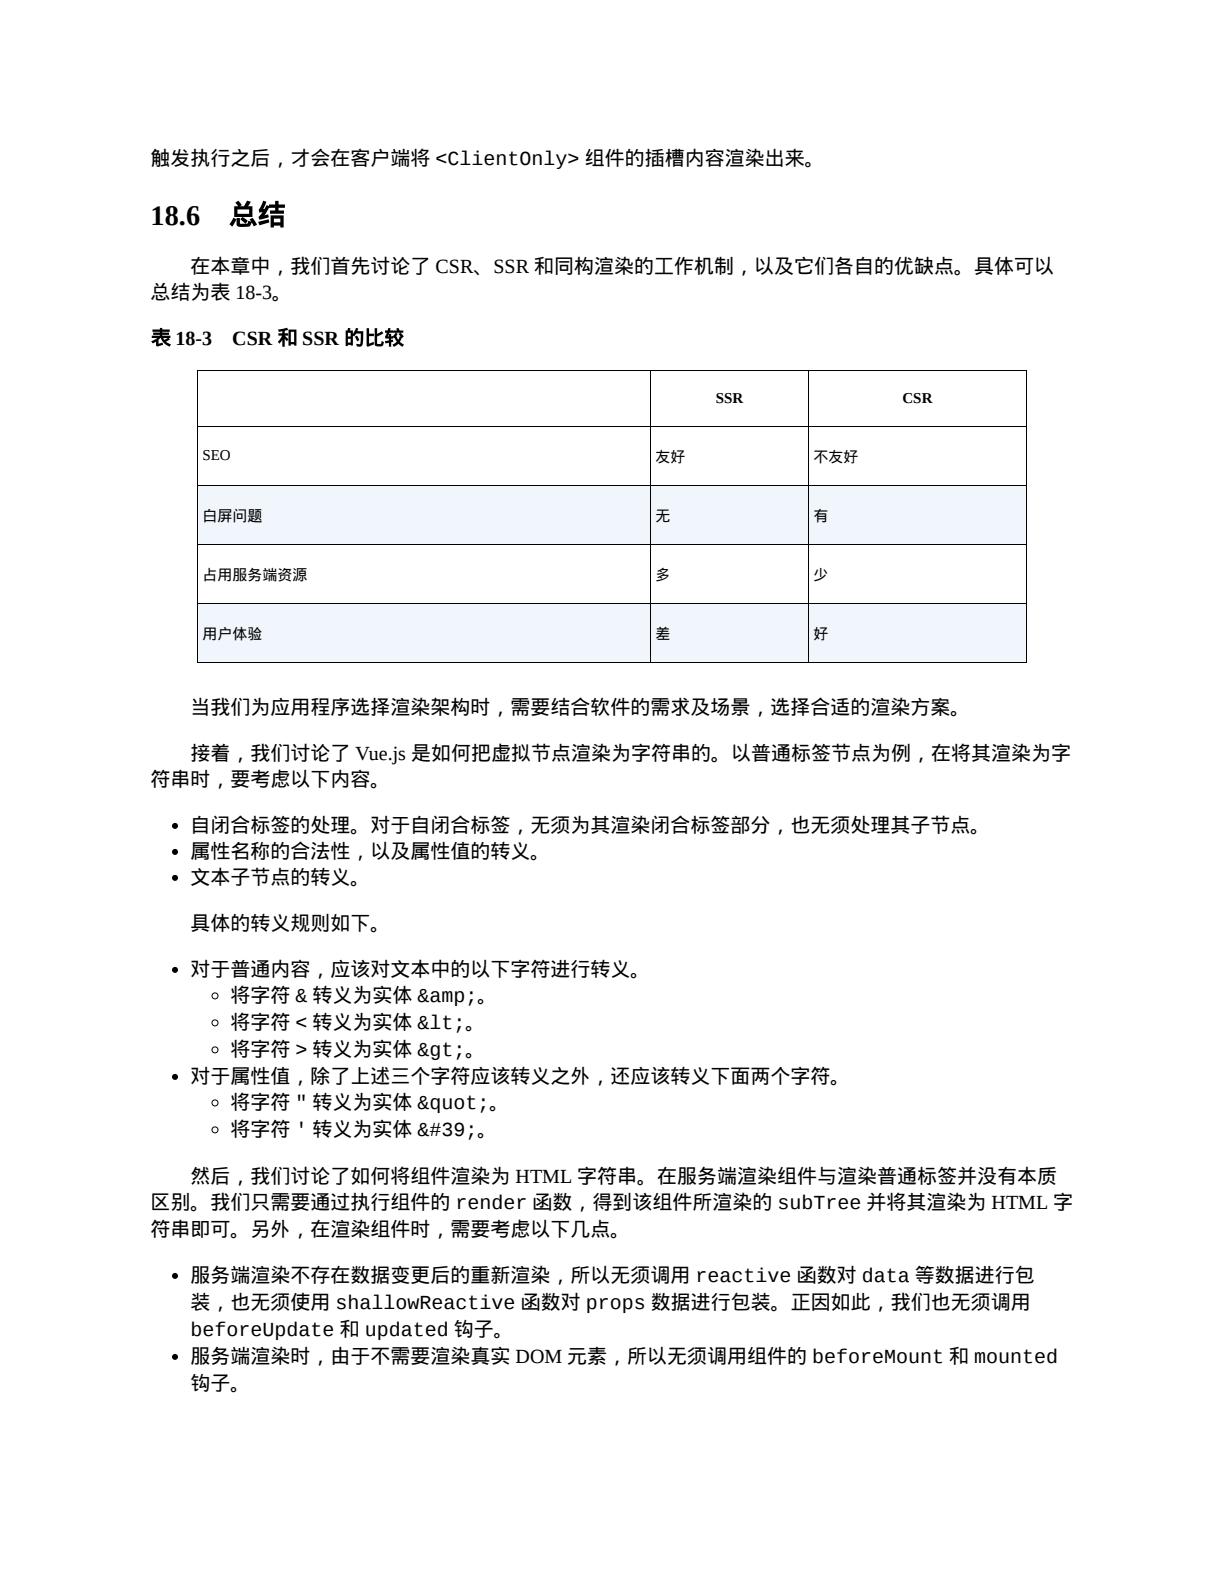 触发执行之后，才会在客户端将 <ClientOnly> 组件的插槽内容渲染出来。
18.6　总结
在本章中，我们首先讨论了 CSR、SSR 和同构渲染的工作机制，以及它们各自的优缺点。具体可以
总结为表 18-3。
表 18-3　CSR 和 SSR 的比较
SSR CSR
SEO 友好 不友好
白屏问题 无 有
占用服务端资源 多 少
用户体验 差 好
当我们为应用程序选择渲染架构时，需要结合软件的需求及场景，选择合适的渲染方案。
接着，我们讨论了 Vue.js 是如何把虚拟节点渲染为字符串的。以普通标签节点为例，在将其渲染为字
符串时，要考虑以下内容。
• 自闭合标签的处理。对于自闭合标签，无须为其渲染闭合标签部分，也无须处理其子节点。
• 属性名称的合法性，以及属性值的转义。
• 文本子节点的转义。
具体的转义规则如下。
• 对于普通内容，应该对文本中的以下字符进行转义。
◦ 将字符 & 转义为实体 &amp;。
◦ 将字符 < 转义为实体 &lt;。
◦ 将字符 > 转义为实体 &gt;。
• 对于属性值，除了上述三个字符应该转义之外，还应该转义下面两个字符。
◦ 将字符 " 转义为实体 &quot;。
◦ 将字符 ' 转义为实体 &#39;。
然后，我们讨论了如何将组件渲染为 HTML 字符串。在服务端渲染组件与渲染普通标签并没有本质
区别。我们只需要通过执行组件的 render 函数，得到该组件所渲染的 subTree 并将其渲染为 HTML 字
符串即可。另外，在渲染组件时，需要考虑以下几点。
• 服务端渲染不存在数据变更后的重新渲染，所以无须调用 reactive 函数对 data 等数据进行包
装，也无须使用 shallowReactive 函数对 props 数据进行包装。正因如此，我们也无须调用
beforeUpdate 和 updated 钩子。
• 服务端渲染时，由于不需要渲染真实 DOM 元素，所以无须调用组件的 beforeMount 和 mounted
钩子。